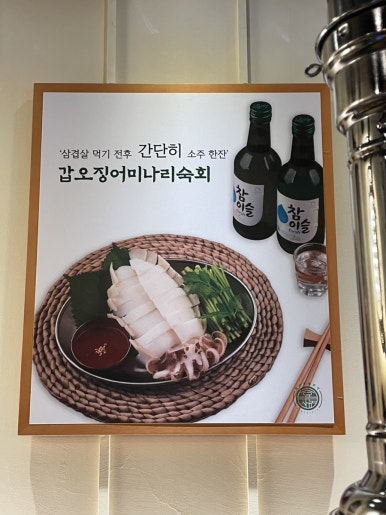 '삼겹살 먹기 전후 간단히 소주 한잔'
갑오징어미나리숙회
참이슬
참이슬